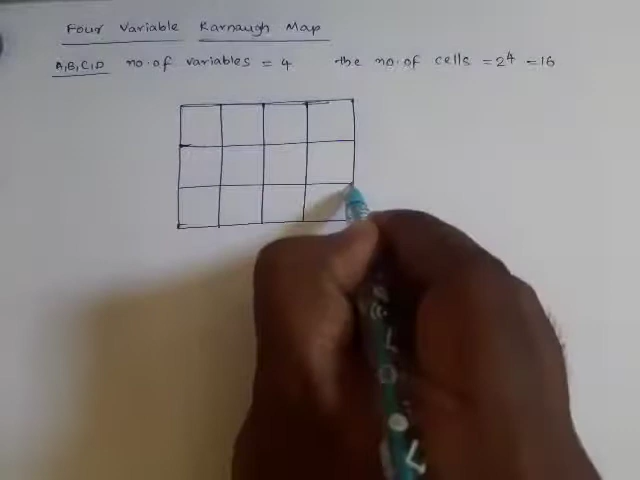 Four Variable Karnaugh Map
A,B,C,D no. of variables = 4 the no. of cells = 2⁴ = 16